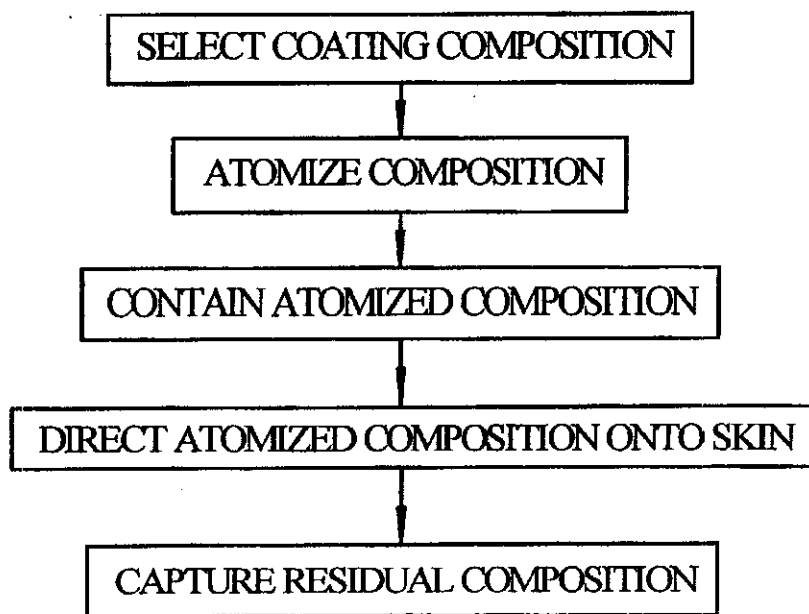 SELECT COATING COMPOSITION
ATOMIZE COMPOSITION
CONTAIN ATOMIZED COMPOSITION
DIRECT ATOMIZED COMPOSITION ONTO SKIN
CAPTURE RESIDUAL COMPOSITION